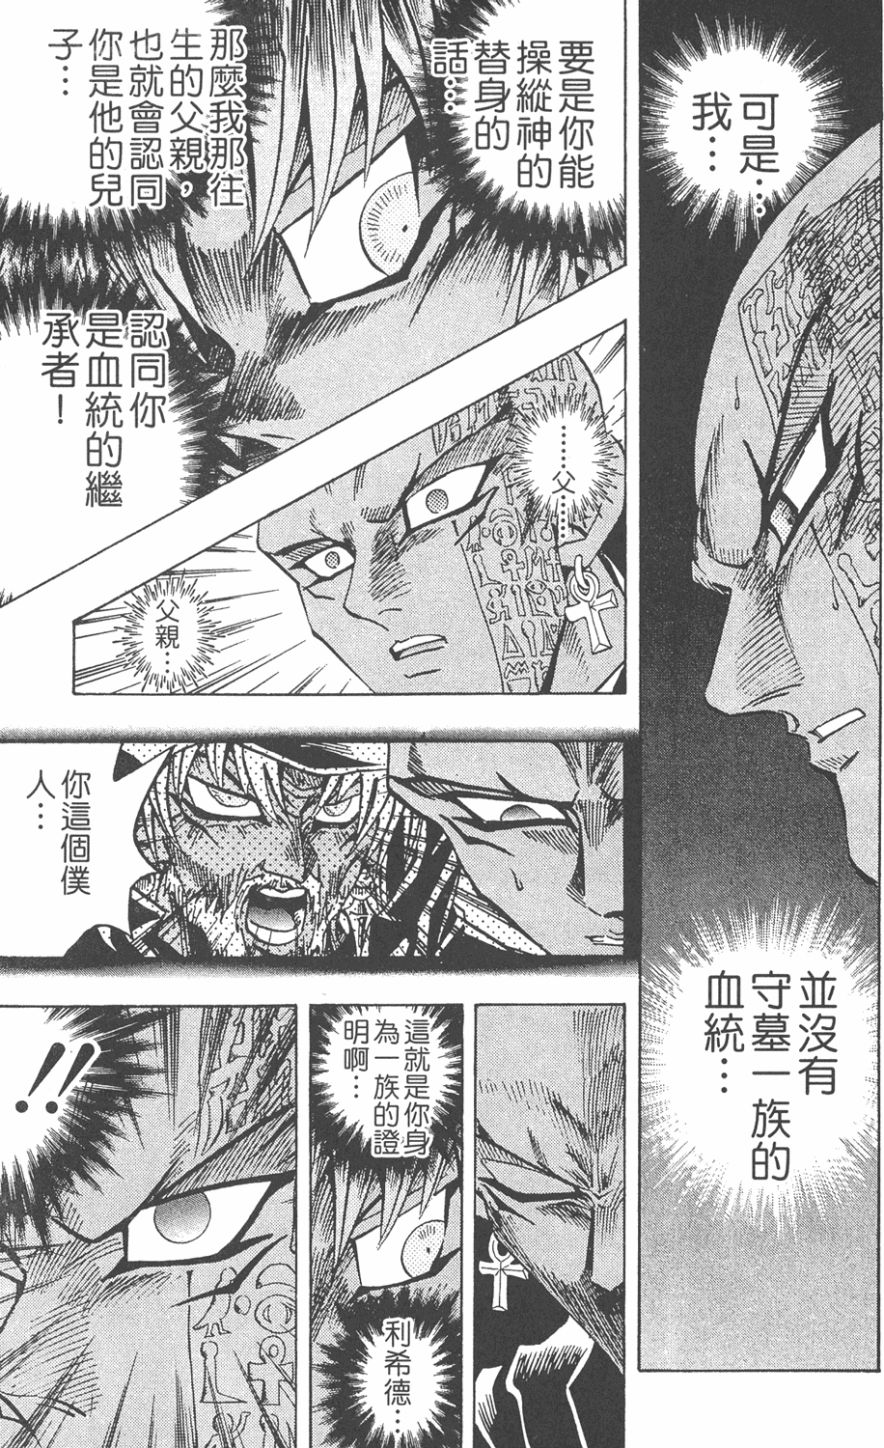 可是…
我…
並沒有
守墓一族的
血統…
要是你能
操縱神的
替身的
話…
那麼我那往
生的父親，
也就會認同
你是他的兒
子…
認同你
是血統的繼
承者！
……父……
父親…
你這個僕
人…
這就是你身
為一族的證
明啊…
利希德…
!!